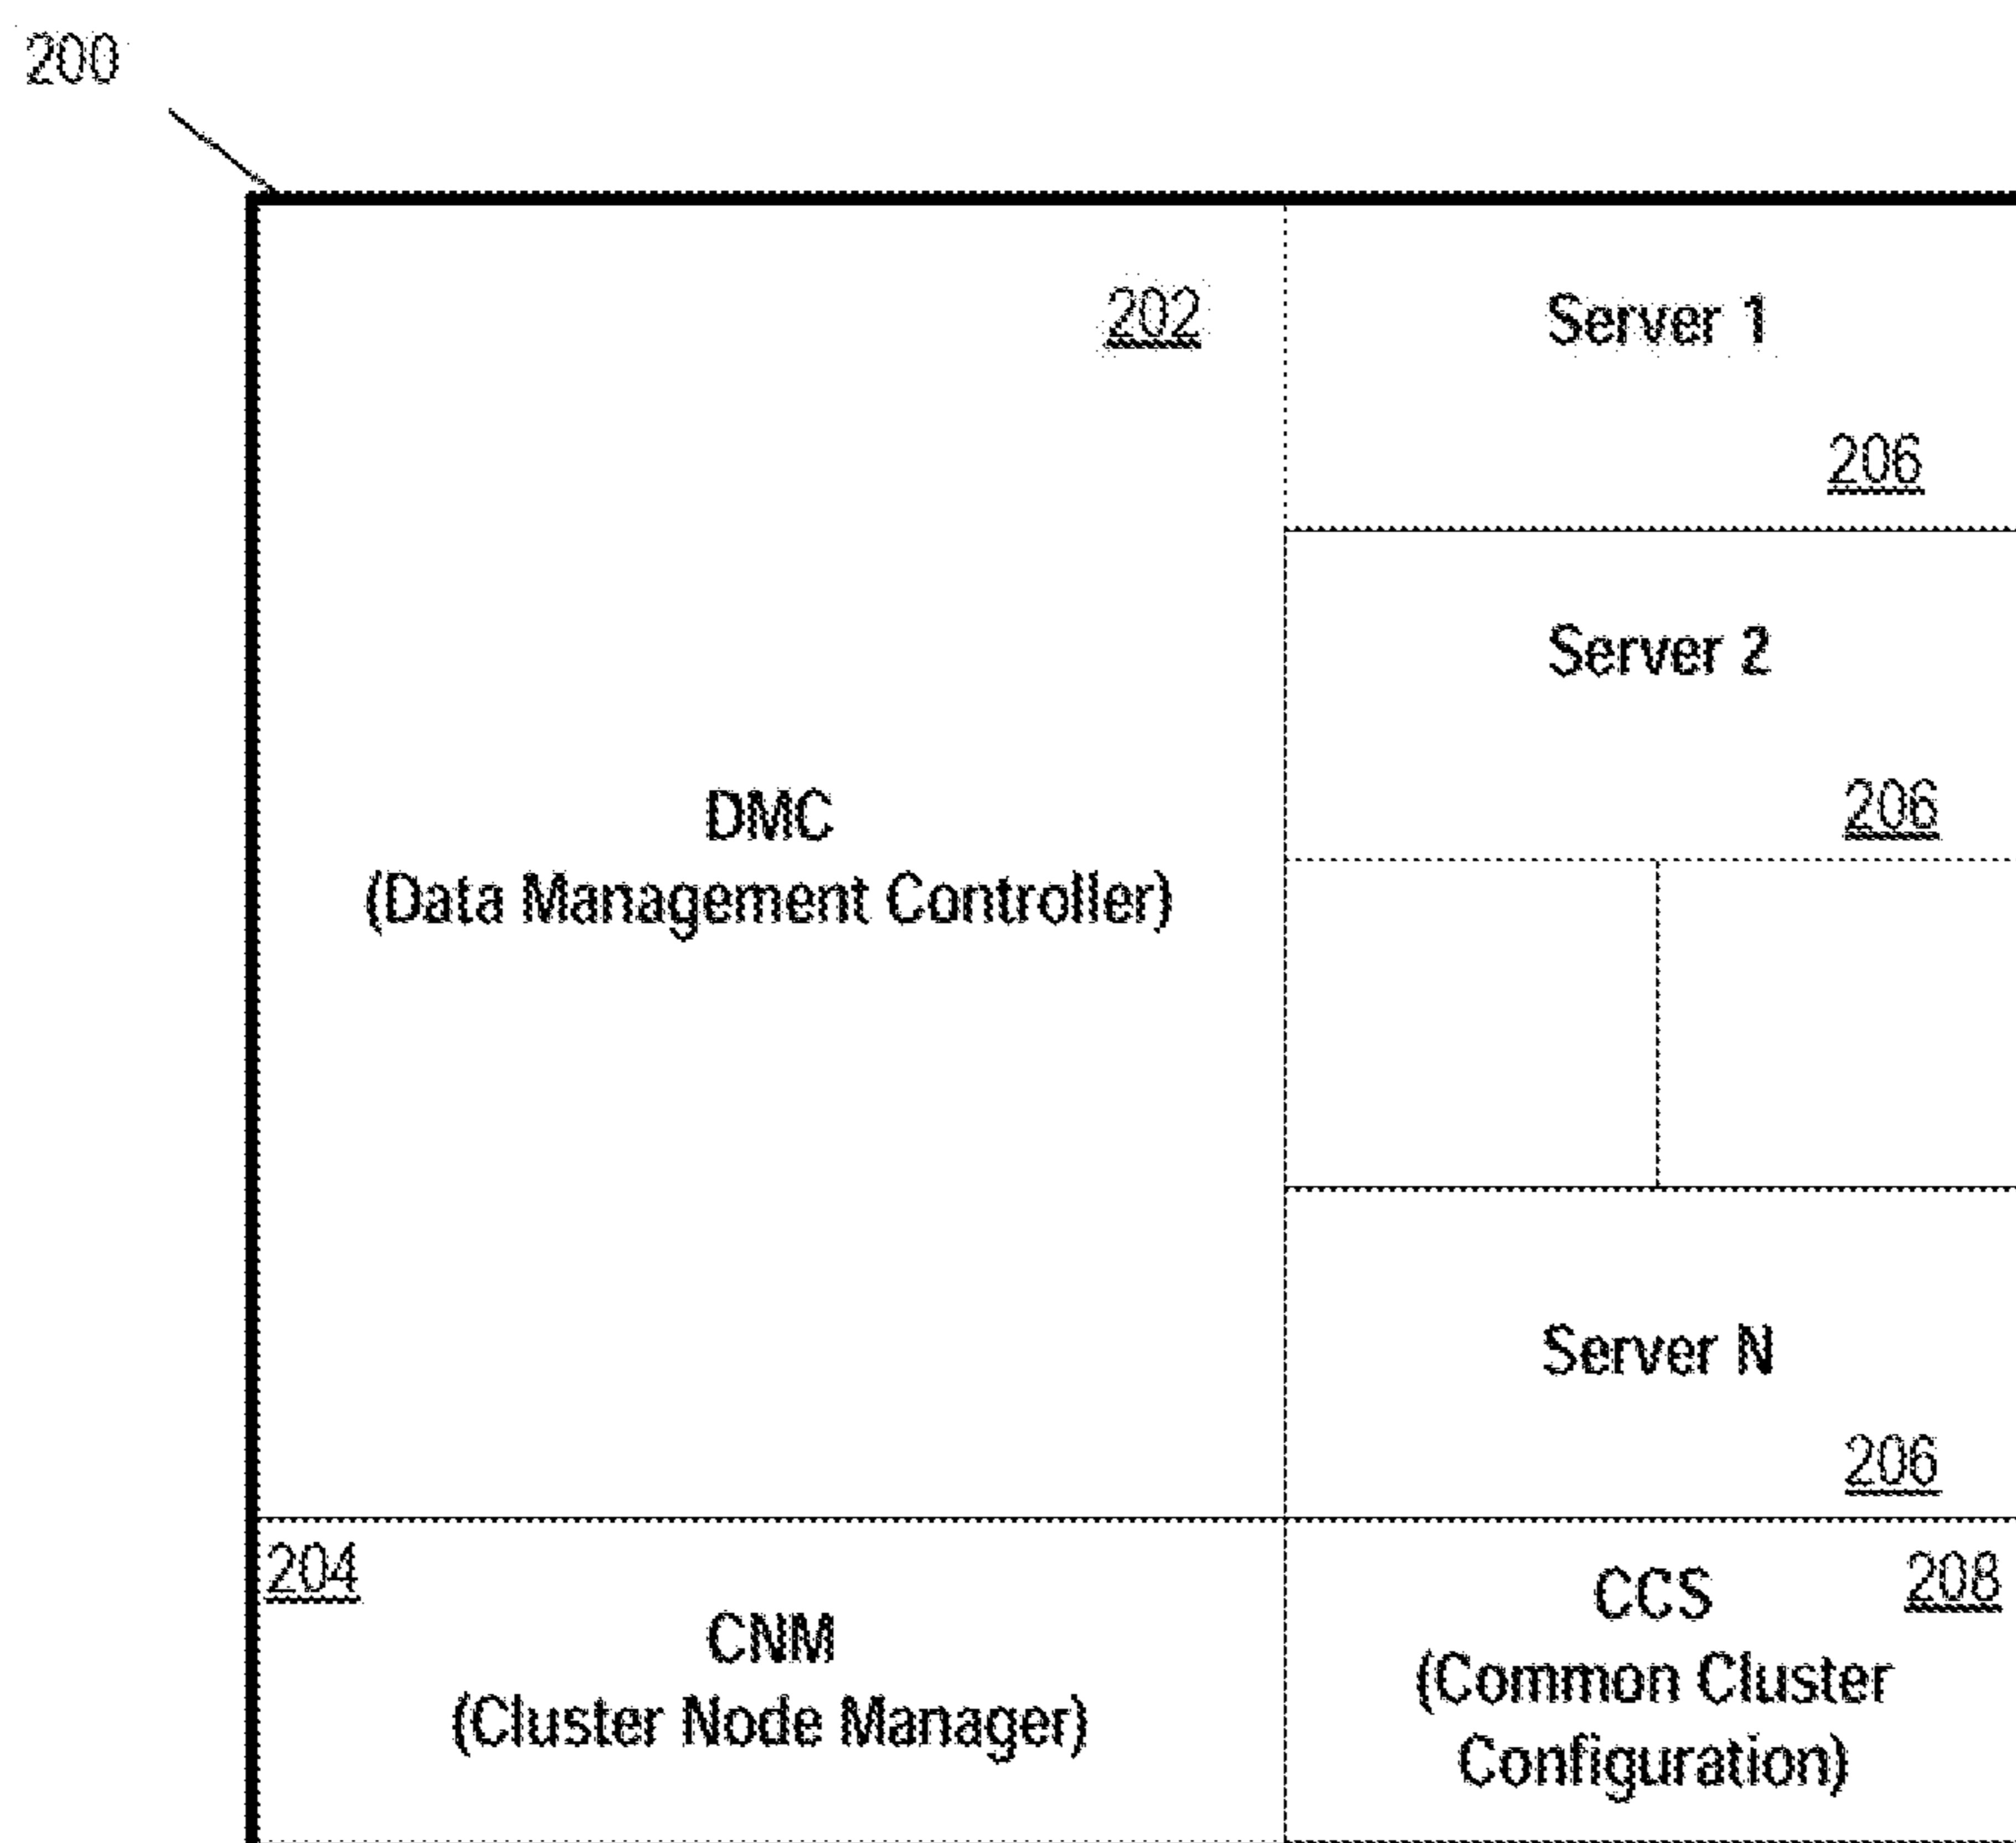 200
202
DMC
(Data Management Controller)
Server 1
206
Server 2
206
Server N
206
204
CNM
(Cluster Node Manager)
CCS
208
(Common Cluster
Configuration)